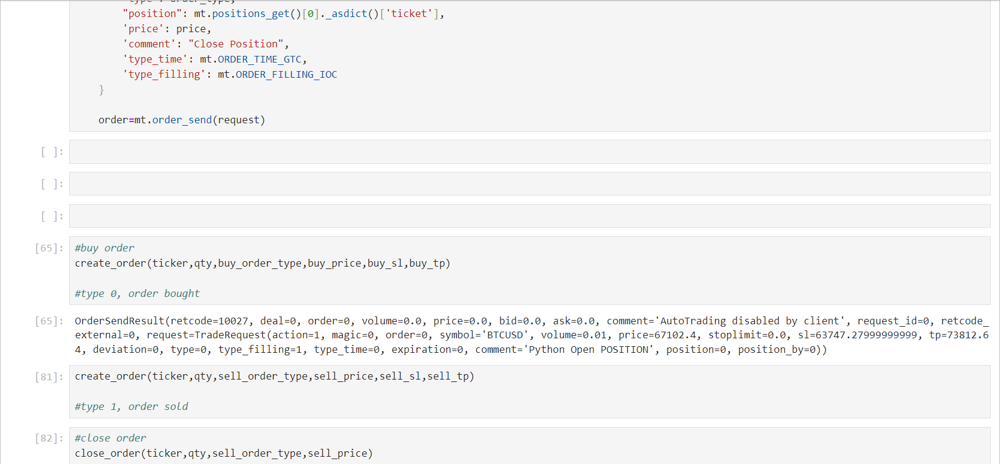 "position": mt.positions_get()[0]._asdict()['ticket'],
'price': price,
'comment': "Close Position",
'type_time': mt.ORDER_TIME_GTC,
'type_filling': mt.ORDER_FILLING_IOC
}
order=mt.order_send(request)
[ ]:
[ ]:
[ ]:
[65]: #buy order
create_order(ticker,qty,buy_order_type,buy_price,buy_sl,buy_tp)
#type 0, order bought
[65]: OrderSendResult(retcode=10027, deal=0, order=0, volume=0.0, price=0.0, bid=0.0, ask=0.0, comment='AutoTrading disabled by client', request_id=0, retcode_
external=0, request=TradeRequest(action=1, magic=0, order=0, symbol='BTCUSD', volume=0.01, price=67102.4, stoplimit=0.0, sl=63747.27999999999, tp=73812.6
4, deviation=0, type=0, type_filling=1, type_time=0, expiration=0, comment='Python Open POSITION', position=0, position_by=0))
[81]: create_order(ticker,qty,sell_order_type,sell_price,sell_sl,sell_tp)
#type 1, order sold
[82]: #close order
close_order(ticker,qty,sell_order_type,sell_price)